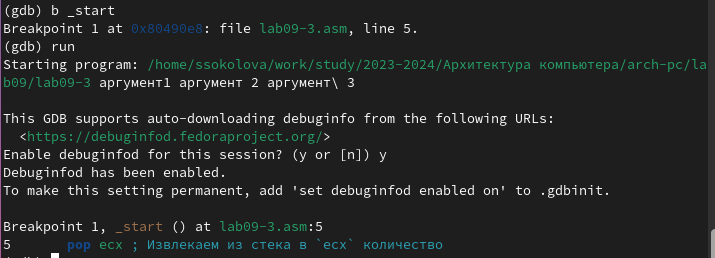 (gdb) b _start
Breakpoint 1 at 0x80490e8: file lab09-3.asm, line 5.
(gdb) run
Starting program: /home/ssokolova/work/study/2023-2024/Архитектура компьютера/arch-pc/la
b09/lab09-3 аргумент1 аргумент 2 аргумент\ 3

This GDB supports auto-downloading debuginfo from the following URLs:
  <https://debuginfod.fedoraproject.org/>
Enable debuginfod for this session? (y or [n]) y
Debuginfod has been enabled.
To make this setting permanent, add 'set debuginfod enabled on' to .gdbinit.

Breakpoint 1, _start () at lab09-3.asm:5
5       pop ecx ; Извлекаем из стека в `ecx` количество